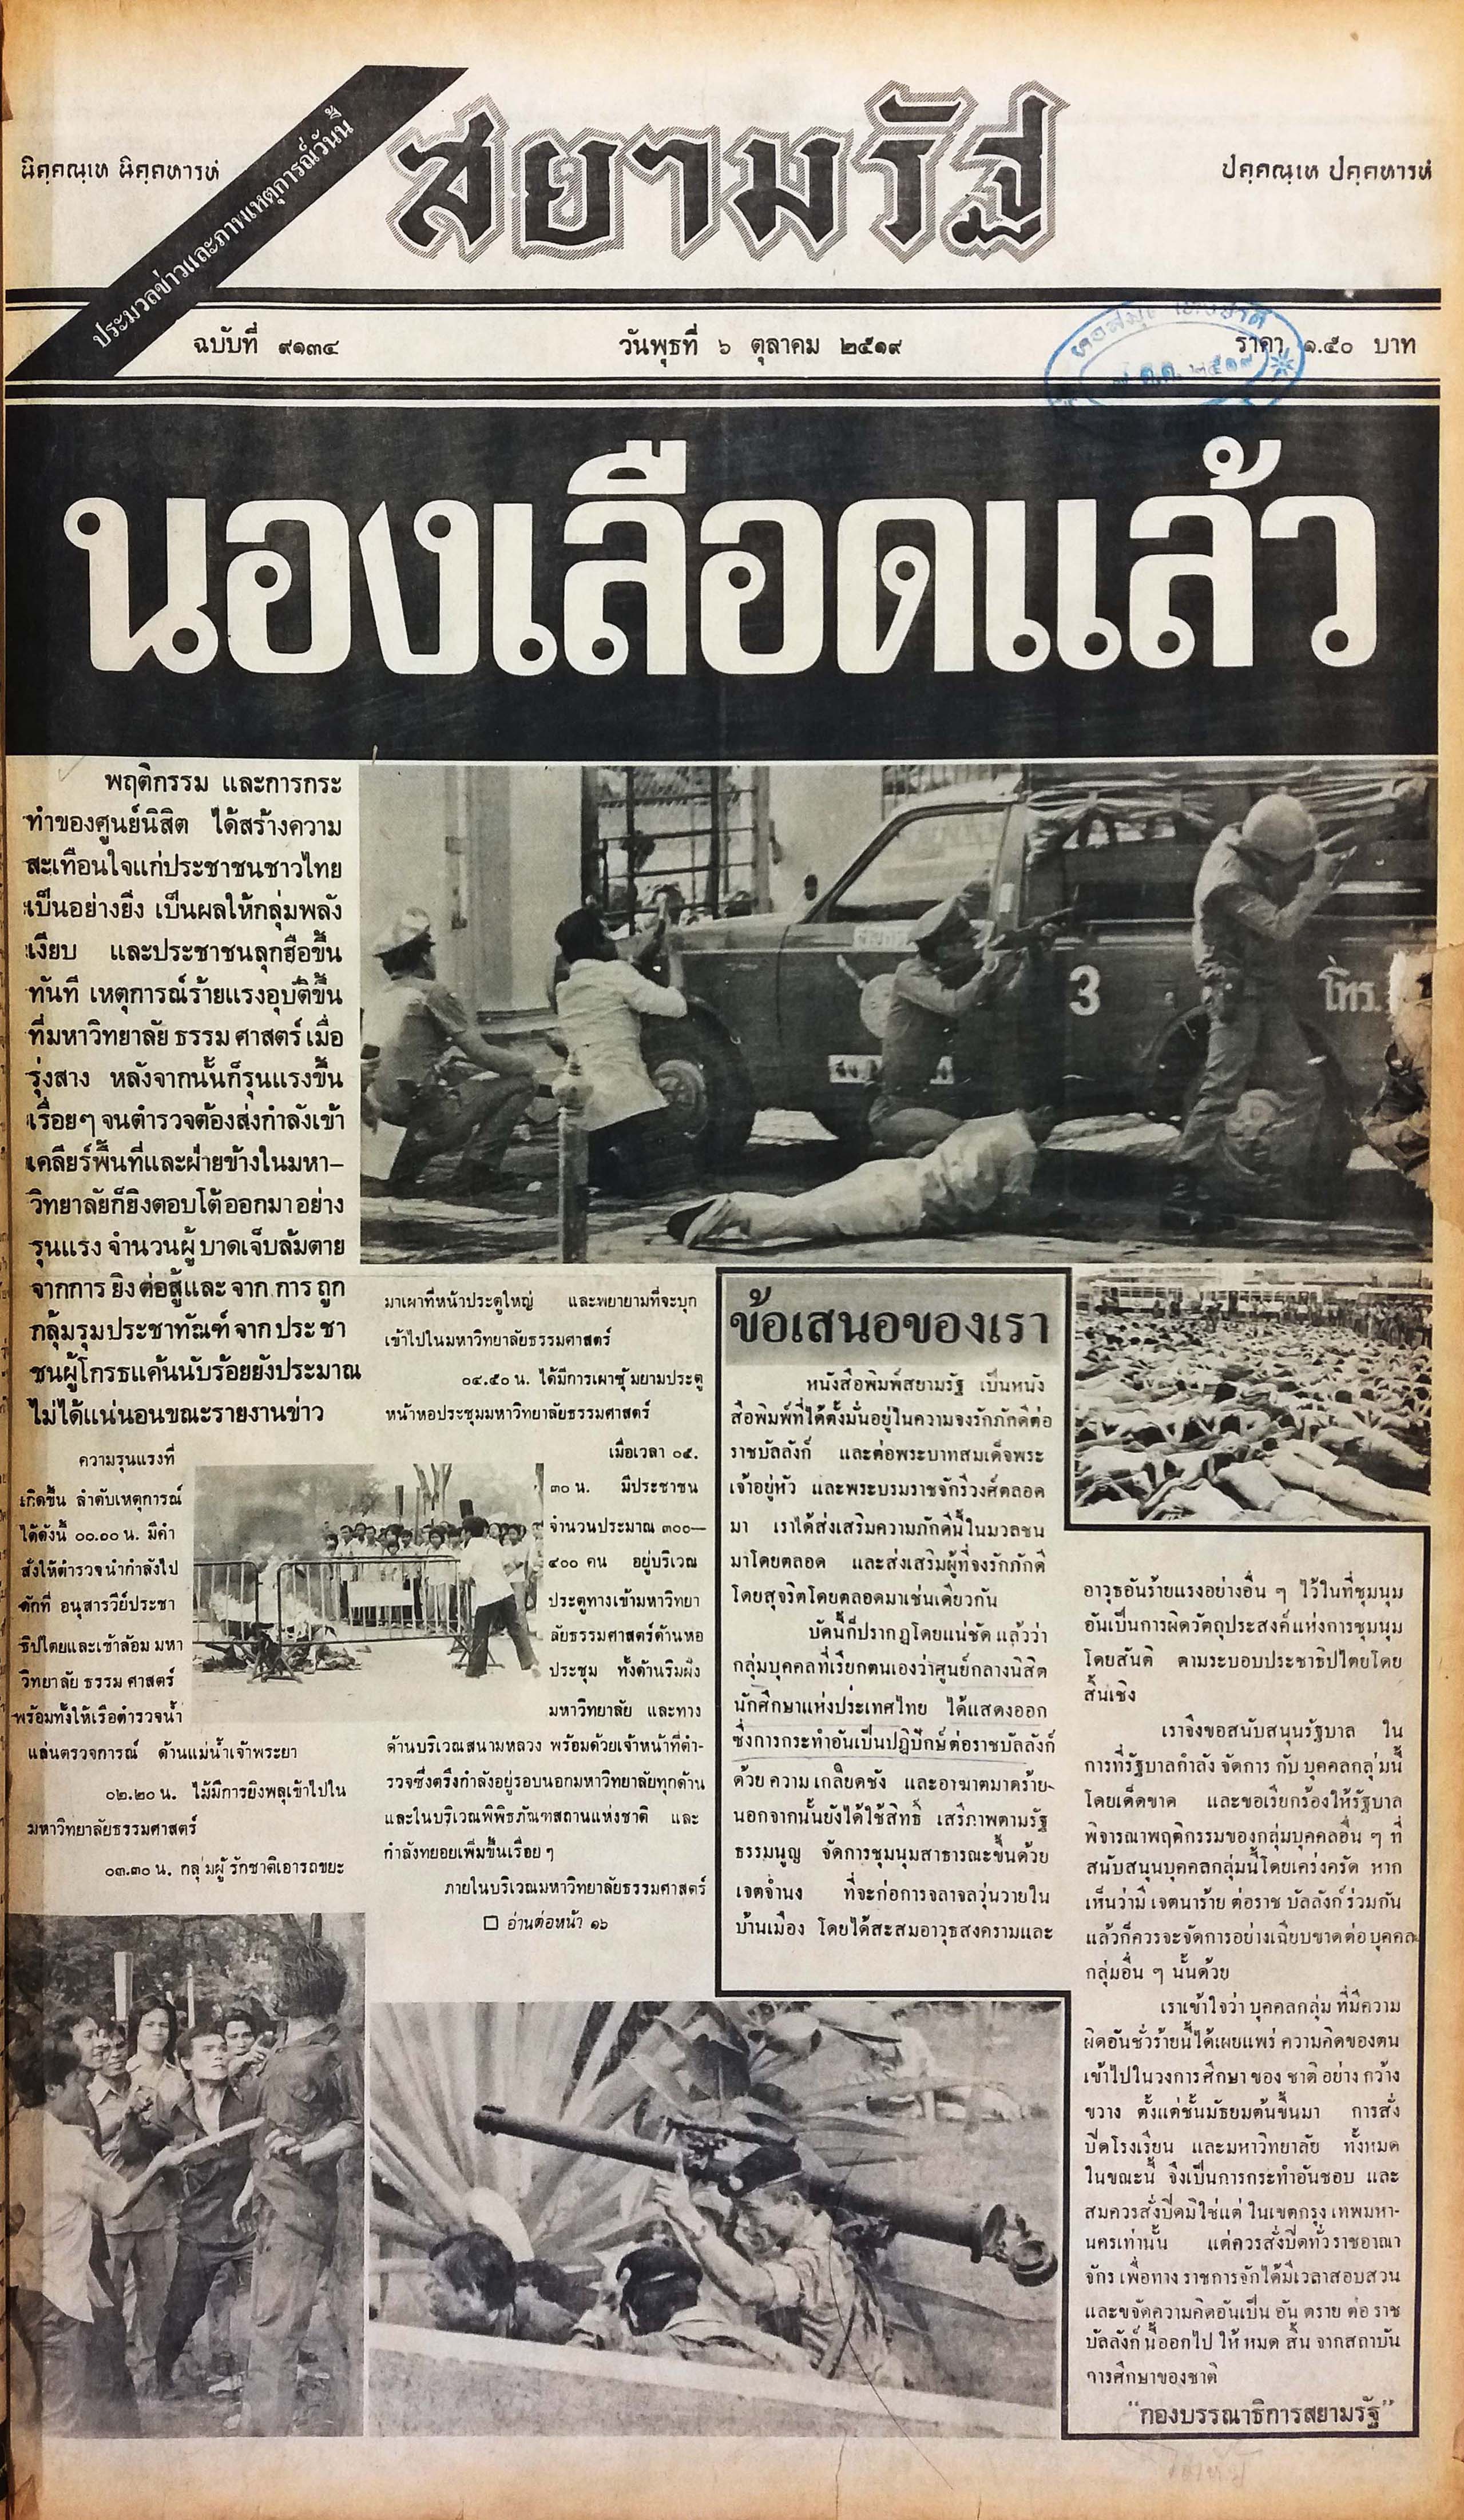 นิคฺคณฺเห นิคฺคหารหํ
ประมวลข่าวและภาพเหตุการณ์วันนี้
สยามรัฐ
ปคฺคณฺเห ปคฺคหารหํ
ฉบับที่ ๙๑๓๔
วันพุธที่ ๖ ตุลาคม ๒๕๑๙
ราคา ๑.๕๐ บาท
ต.ค. ๒๕๑๙
นองเลือดแล้ว
พฤติกรรม และการกระ
ทำของศูนย์นิสิต ได้สร้างความ
สะเทือนใจแก่ประชาชนชาวไทย
เป็นอย่างยิ่ง เป็นผลให้กลุ่มพลัง
เงียบ และประชาชนลุกฮือขึ้น
ทันที เหตุการณ์ร้ายแรงอุบัติขึ้น
ที่มหาวิทยาลัย ธรรม ศาสตร์ เมื่อ
รุ่งสาง หลังจากนั้นก็รุนแรงขึ้น
เรื่อยๆ จนตำรวจต้องส่งกำลังเข้า
เคลียร์พื้นที่และฝ่ายข้างในมหา–
วิทยาลัยก็ยิงตอบโต้ออกมาอย่าง
รุนแรง จำนวนผู้ บาดเจ็บล้มตาย
จากการ ยิง ต่อสู้และ จาก การ ถูก
กลุ้มรุม ประชาทัณฑ์ จาก ประ ชา
ชนผู้โกรธแค้นนับร้อยยังประมาณ
ไม่ได้แน่นอนขณะรายงานข่าว
ความรุนแรงที่
เกิดขึ้น ลำดับเหตุการณ์
ได้ดังนี้ ๐๐.๑๐ น. มีคำ
สั่งให้ตำรวจ นำกำลังไป
ดักที่ อนุสาวรีย์ประชา
ธิปไตยและเข้าล้อม มหา
วิทยาลัย ธรรม ศาสตร์
พร้อมทั้งให้เรือตำรวจน้ำ
แล่นตรวจการณ์ ด้านแม่น้ำเจ้าพระยา
๐๒.๒๐ น. ได้มีการยิงพลุเข้าไปใน
มหาวิทยาลัยธรรมศาสตร์
๐๓.๓๐ น. กลุ่มผู้ รักชาติเอารถขยะ
มาเผาที่หน้าประตูใหญ่ และพยายามที่จะบุก
เข้าไปในมหาวิทยาลัยธรรมศาสตร์
๐๔.๕๐ น. ได้มีการเผาซุ้ มยามประตู
หน้าหอประชุมมหาวิทยาลัยธรรมศาสตร์
เมื่อเวลา ๐๕.
๓๐ น. มีประชาชน
จำนวนประมาณ ๓๐๐—
๔๐๐ คน อยู่บริเวณ
ประตูทางเข้ามหาวิทยา
ลัยธรรมศาสตร์ด้านหอ
ประชุม ทั้งด้านริมฝั่ง
มหาวิทยาลัย และทาง
ด้านบริเวณสนามหลวง พร้อมด้วยเจ้าหน้าที่ตำ-
รวจซึ่งตรึงกำลังอยู่รอบนอกมหาวิทยาลัยทุกด้าน
และในบริเวณพิพิธภัณฑสถานแห่งชาติ และ
กำลังทยอยเพิ่มขึ้นเรื่อย ๆ
ภายในบริเวณมหาวิทยาลัยธรรมศาสตร์
อ่านต่อหน้า ๑๖
3
โทร.
ข้อเสนอของเรา
หนังสือพิมพ์สยามรัฐ เป็นหนัง
สือพิมพ์ที่ได้ตั้งมั่นอยู่ในความจงรักภักดีต่อ
ราชบัลลังก์ และต่อพระบาทสมเด็จพระ
เจ้าอยู่หัว และพระบรมราชจักรีวงศ์ตลอด
มา เราได้ส่งเสริมความภักดีนี้ในมวลชน
มาโดยตลอด และส่งเสริมผู้ที่จงรักภักดี
โดยสุจริตโดยตลอดมาเช่นเดียวกัน
บัดนี้ก็ปรากฏโดยแน่ชัด แล้วว่า
กลุ่มบุคคลที่เรียกตนเองว่าศูนย์กลางนิสิต
นักศึกษาแห่งประเทศไทย ได้แสดงออก
ซึ่งการกระทำอันเป็นปฏิปักษ์ต่อราชบัลลังก์
ด้วย ความ เกลียดชัง และอาฆาตมาดร้าย-
นอกจากนั้นยังได้ใช้สิทธิ์ เสรีภาพตามรัฐ
ธรรมนูญ จัดการชุมนุมสาธารณะขึ้นด้วย
เจตจำนง ที่จะก่อการจลาจลวุ่นวายใน
บ้านเมือง โดยได้สะสมอาวุธสงครามและ
อาวุธอันร้ายแรงอย่างอื่น ๆ ไว้ในที่ชุมนุม
อันเป็นการผิดวัตถุประสงค์แห่งการชุมนุม
โดยสันติ ตามระบอบประชาธิปไตยโดย
สิ้นเชิง
เราจึงขอสนับสนุนรัฐบาล ใน
การที่รัฐบาลกำลัง จัดการ กับ บุคคลกลุ่ มนี้
โดยเด็ดขาด และขอเรียกร้องให้รัฐบาล
พิจารณาพฤติกรรมของกลุ่มบุคคลอื่น ๆ ที่
สนับสนุนบุคคลกลุ่มนี้โดยเคร่งครัด หาก
เห็นว่ามี เจตนาร้าย ต่อราช บัลลังก์ ร่วมกัน
แล้วก็ควรจะจัดการอย่างเฉียบขาดต่อบุคคล
กลุ่มอื่น ๆ นั้นด้วย
เราเข้าใจว่า บุคคลกลุ่ม ที่มีความ
ผิดอันชั่วร้ายนี้ได้เผยแพร่ ความคิดของตน
เข้าไปในวงการ ศึกษา ของ ชาติ อย่าง กว้าง
ขวาง ตั้งแต่ชั้นมัธยมต้นขึ้นมา การสั่ง
ปิดโรงเรียน และมหาวิทยาลัย ทั้งหมด
ในขณะนี้ จึงเป็นการกระทำอันชอบ และ
สมควรสั่งปิดมิใช่แต่ ในเขตกรุง เทพมหา-
นครเท่านั้น แต่ควรสั่งปิดทั่วราชอาณา
จักร เพื่อทาง ราชการจักได้มีเวลาสอบสวน
และขจัดความคิดอันเป็น อัน ตราย ต่อ ราช
บัลลังก์ นี้ออกไป ให้ หมด สิ้น จากสถาบัน
การศึกษาของชาติ
“กองบรรณาธิการสยามรัฐ”